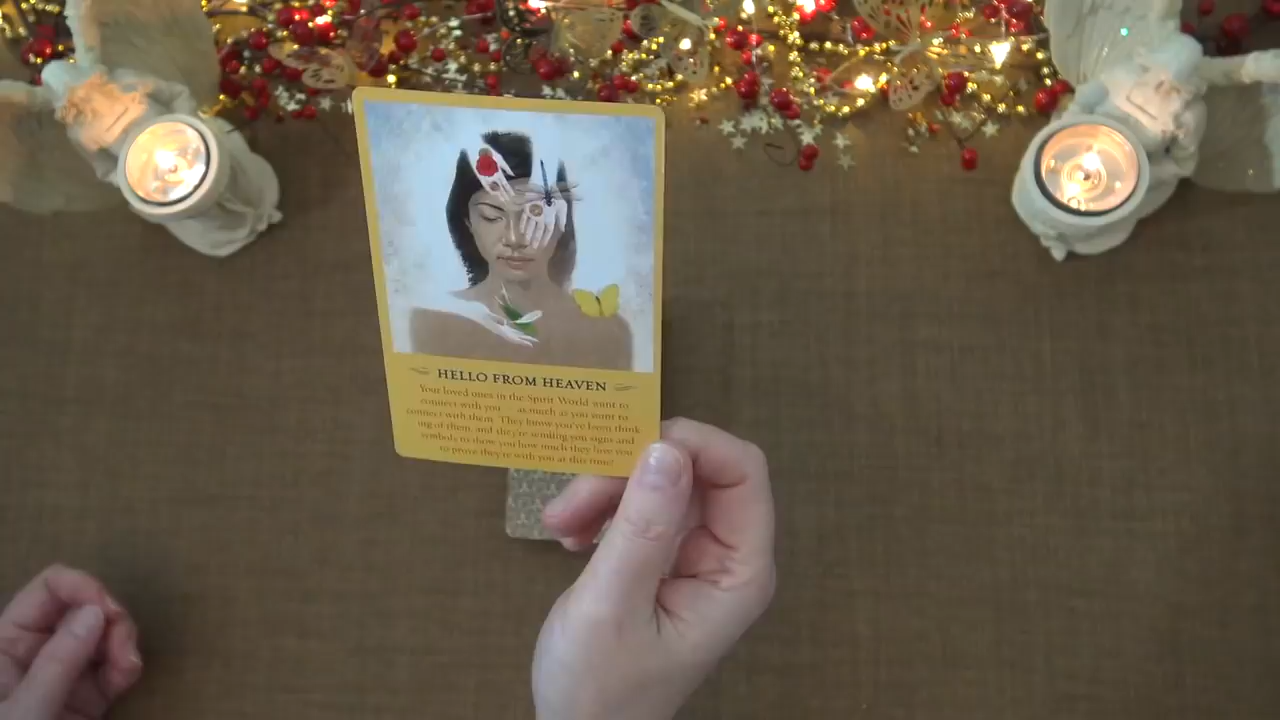 HELLO FROM HEAVEN
Your loved ones in the Spirit World want to
connect with you — as much as you want to
connect with them. They know you've been think-
ing of them, and they're sending you signs and
symbols to show you how much they love you
to prove they're with you at this time!